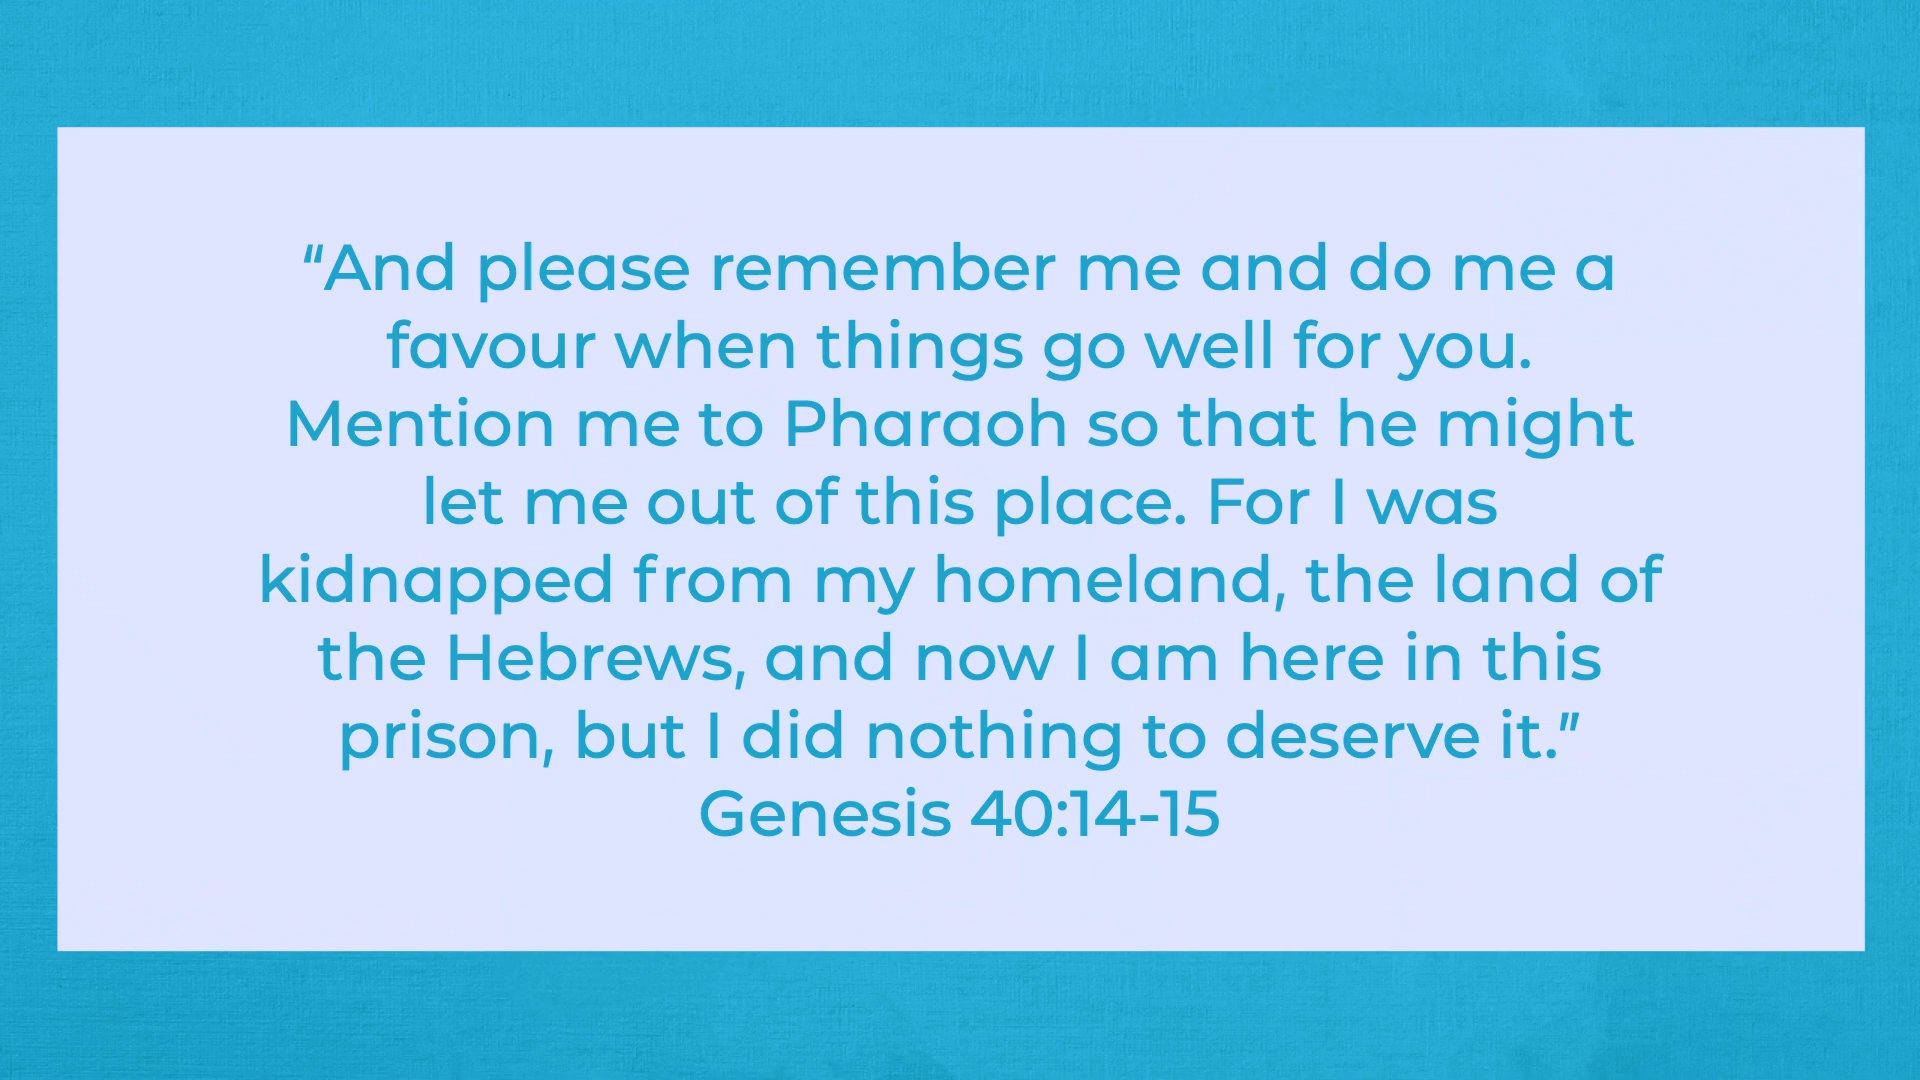 “And please remember me and do me a
favour when things go well for you.
Mention me to Pharaoh so that he might
let me out of this place. For I was
kidnapped from my homeland, the land of
the Hebrews, and now I am here in this
prison, but I did nothing to deserve it.”
Genesis 40:14-15